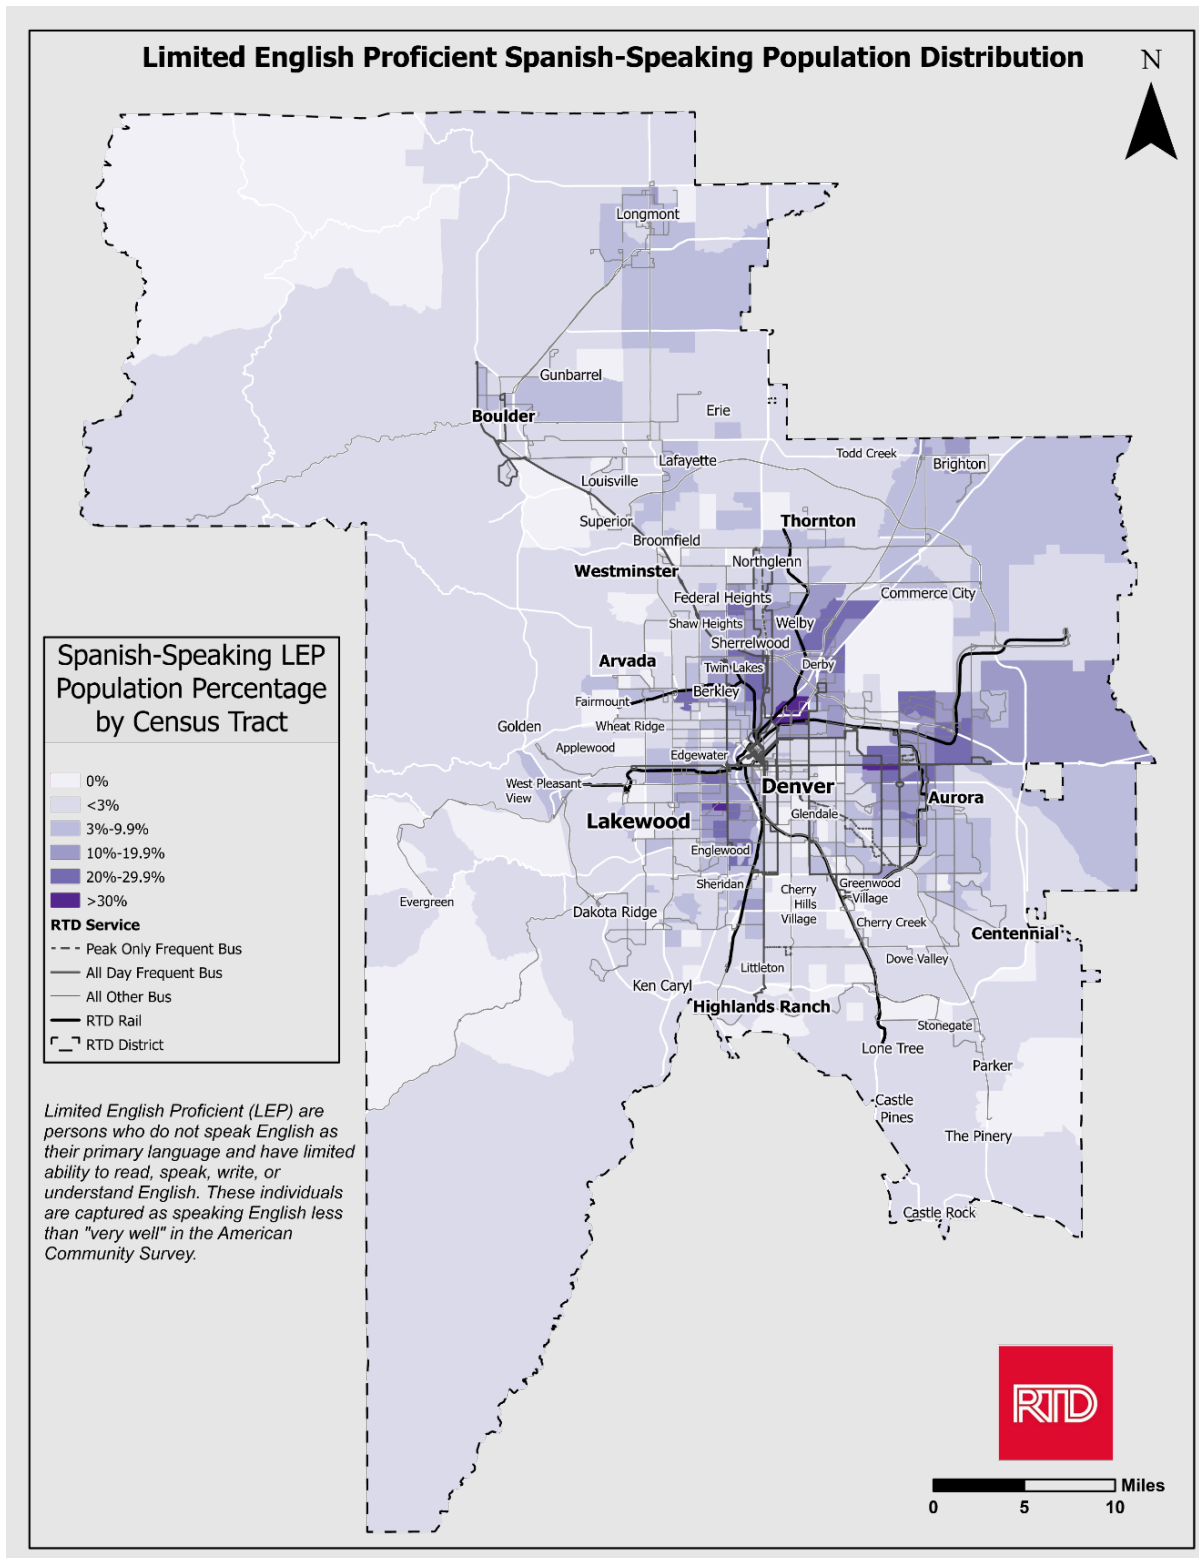 Limited English Proficient Spanish-Speaking Population Distribution
N
Longmont
Gunbarrel
Boulder
Erie
Todd Creek
Lafayette
Brighton
Louisville
Superior
Thornton
Broomfield
Northglenn
Westminster
Commerce City
Federal Heights
Shaw Heights
Welby
Sherrelwood
Arvada
Twin Lakes
Derby
Berkley
Fairmount
Golden
Wheat Ridge
Applewood
Edgewater
West Pleasant
View
Denver
Aurora
Lakewood
Glendale
Englewood
Sheridan
Cherry
Hills
Village
Greenwood
Village
Evergreen
Dakota Ridge
Cherry Creek
Centennial
Dove Valley
Littleton
Ken Caryl
Highlands Ranch
Stonegate
Lone Tree
Parker
Castle
Pines
The Pinery
Castle Rock
Spanish-Speaking LEP
Population Percentage
by Census Tract
0%
<3%
3%-9.9%
10%-19.9%
20%-29.9%
>30%
RTD Service
Peak Only Frequent Bus
All Day Frequent Bus
All Other Bus
RTD Rail
RTD District
Limited English Proficient (LEP) are
persons who do not speak English as
their primary language and have limited
ability to read, speak, write, or
understand English. These individuals
are captured as speaking English less
than "very well" in the American
Community Survey.
RTD
Miles
0 5 10